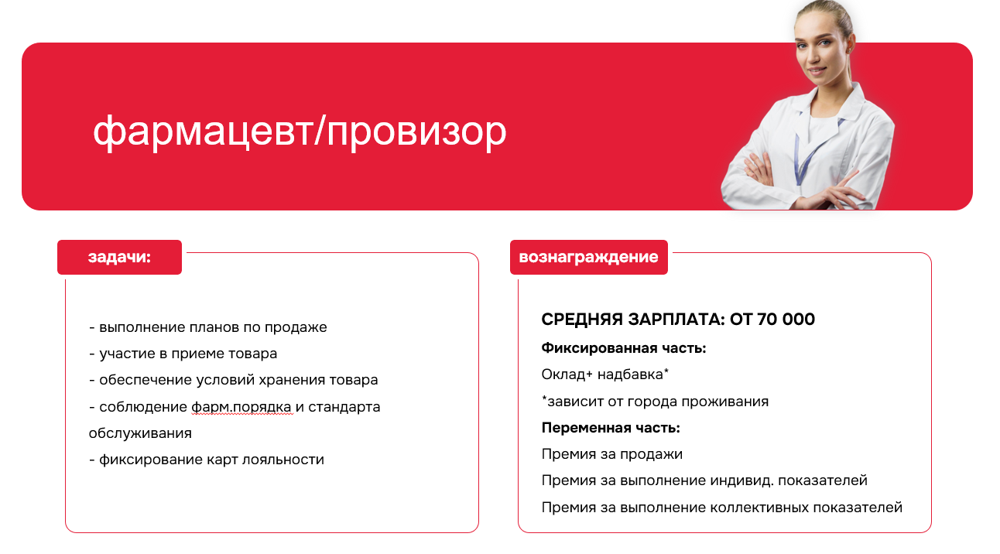 фармацевт/провизор
задачи:
- выполнение планов по продаже
- участие в приеме товара
- обеспечение условий хранения товара
- соблюдение фарм.порядка и стандарта
обслуживания
- фиксирование карт лояльности
вознаграждение
СРЕДНЯЯ ЗАРПЛАТА: ОТ 70 000
Фиксированная часть:
Оклад+ надбавка*
*зависит от города проживания
Переменная часть:
Премия за продажи
Премия за выполнение индивид. показателей
Премия за выполнение коллективных показателей